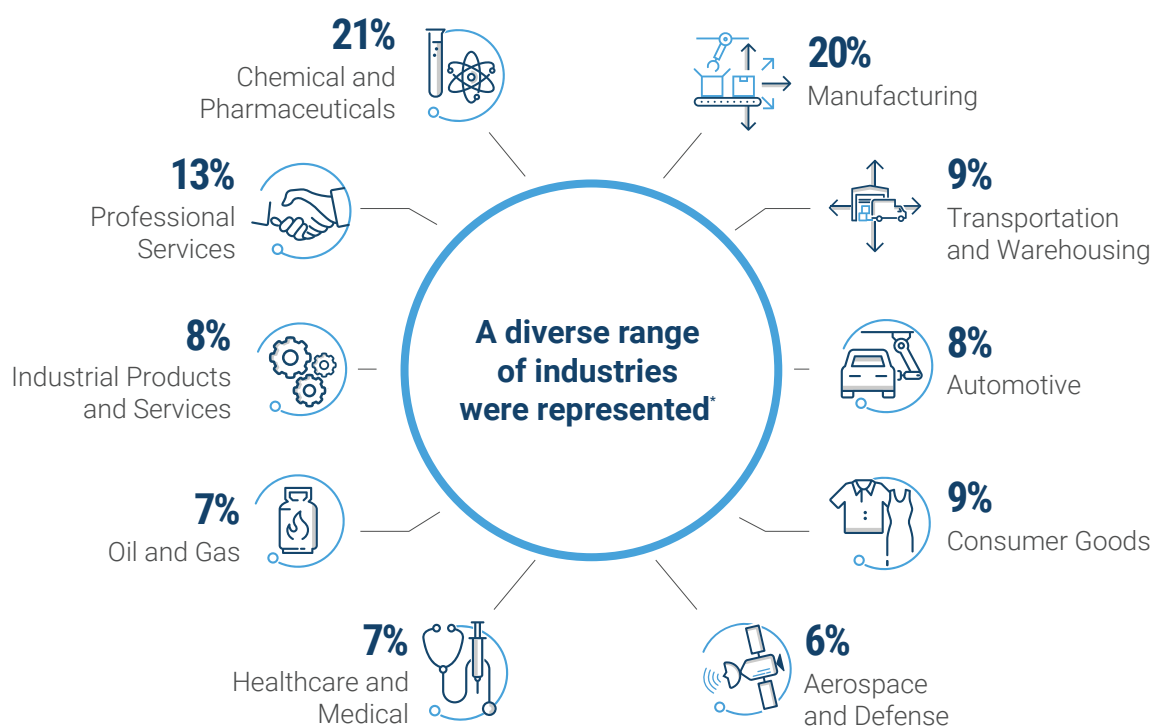 21%
Chemical and
Pharmaceuticals
20%
Manufacturing
13%
Professional
Services
9%
Transportation
and Warehousing
A diverse range
of industries
were represented*
8%
Industrial Products
and Services
8%
Automotive
7%
Oil and Gas
9%
Consumer Goods
7%
Healthcare and
Medical
6%
Aerospace
and Defense